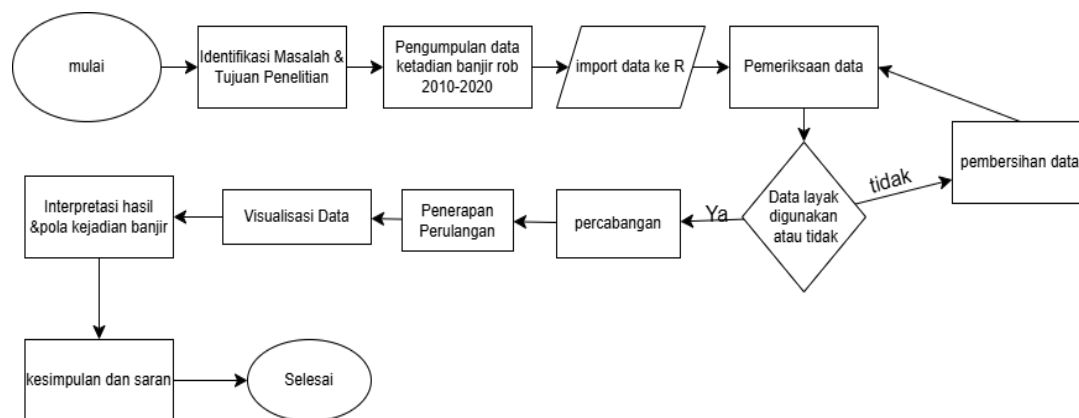 mulai
Identifikasi Masalah &
Tujuan Penelitian
Pengumpulan data
ketadian banjir rob
2010-2020
import data ke R
Pemeriksaan data
pembersihan data
tidak
Data layak
digunakan
atau tidak
Ya
percabangan
Penerapan
Perulangan
Visualisasi Data
Interpretasi hasil
&pola kejadian banjir
kesimpulan dan saran
Selesai